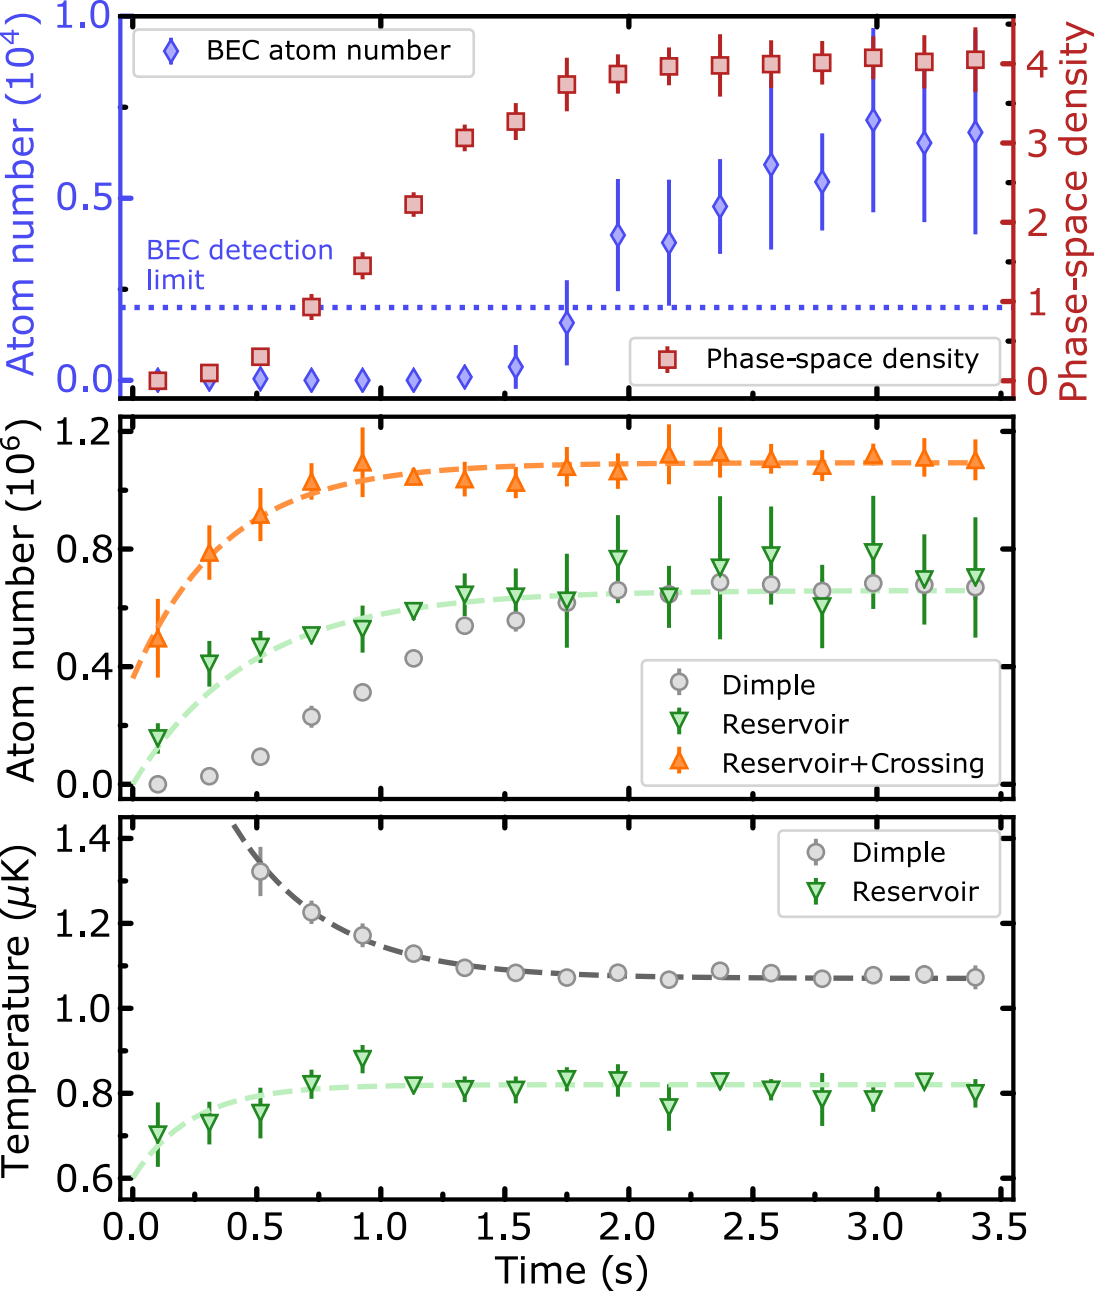 Atom number (10⁴)
1.0
0.5
0.0
BEC atom number
BEC detection
limit
Phase-space density
4
3
2
1
0
Phase-space density
Atom number (10⁶)
1.2
0.8
0.4
0.0
Dimple
Reservoir
Reservoir+Crossing
Temperature (μK)
1.4
1.2
1.0
0.8
0.6
Dimple
Reservoir
0.0 0.5 1.0 1.5 2.0 2.5 3.0 3.5
Time (s)